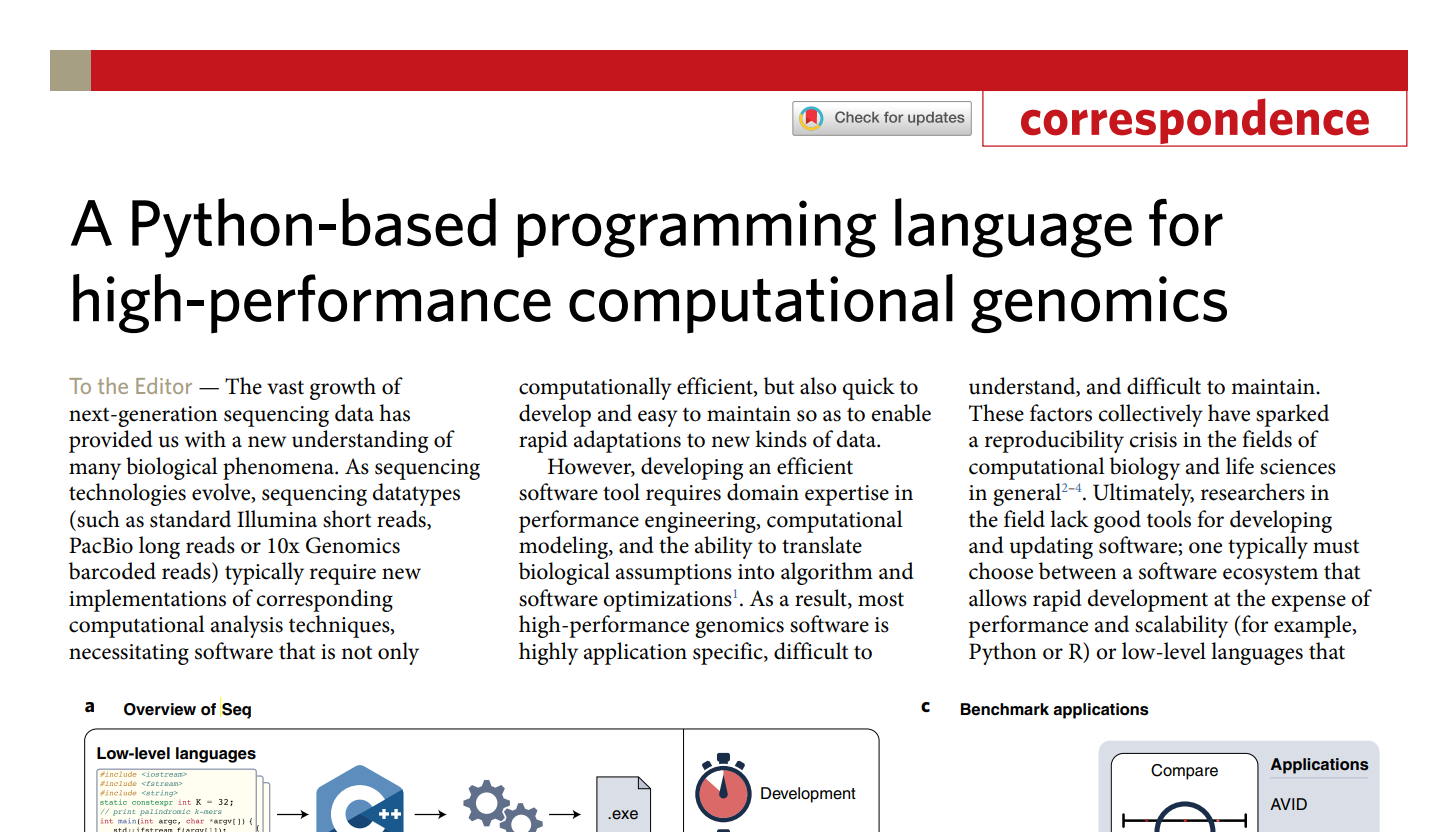 Check for updates
correspondence
A Python-based programming language for
high-performance computational genomics
To the Editor — The vast growth of
next-generation sequencing data has
provided us with a new understanding of
many biological phenomena. As sequencing
technologies evolve, sequencing datatypes
(such as standard Illumina short reads,
PacBio long reads or 10x Genomics
barcoded reads) typically require new
implementations of corresponding
computational analysis techniques,
necessitating software that is not only
computationally efficient, but also quick to
develop and easy to maintain so as to enable
rapid adaptations to new kinds of data.
However, developing an efficient
software tool requires domain expertise in
performance engineering, computational
modeling, and the ability to translate
biological assumptions into algorithm and
software optimizations¹. As a result, most
high-performance genomics software is
highly application specific, difficult to
understand, and difficult to maintain.
These factors collectively have sparked
a reproducibility crisis in the fields of
computational biology and life sciences
in general²⁻⁴. Ultimately, researchers in
the field lack good tools for developing
and updating software; one typically must
choose between a software ecosystem that
allows rapid development at the expense of
performance and scalability (for example,
Python or R) or low-level languages that
a Overview of Seq
Low-level languages
#include <iostream>
#include <fstream>
#include <string>
static constexpr int K = 32;
// print palindromic k-mers
int main(int argc, char *argv[]) {
std::ifstream f(argv[1]);
C++
.exe
Development
c Benchmark applications
Compare
Applications
AVID